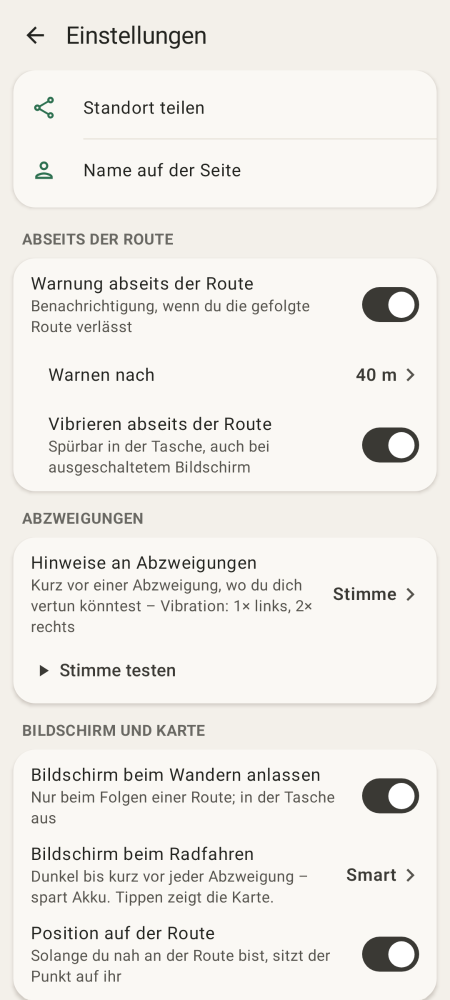 Einstellungen
Standort teilen
Name auf der Seite
ABSEITS DER ROUTE
Warnung abseits der Route
Benachrichtigung, wenn du die gefolgte
Route verlässt
Warnen nach
40 m
Vibrieren abseits der Route
Spürbar in der Tasche, auch bei
ausgeschaltetem Bildschirm
ABZWEIGUNGEN
Hinweise an Abzweigungen
Kurz vor einer Abzweigung, wo du dich
vertun könntest – Vibration: 1× links, 2×
rechts
Stimme
Stimme testen
BILDSCHIRM UND KARTE
Bildschirm beim Wandern anlassen
Nur beim Folgen einer Route; in der Tasche
aus
Bildschirm beim Radfahren
Dunkel bis kurz vor jeder Abzweigung –
spart Akku. Tippen zeigt die Karte.
Smart
Position auf der Route
Solange du nah an der Route bist, sitzt der
Punkt auf ihr